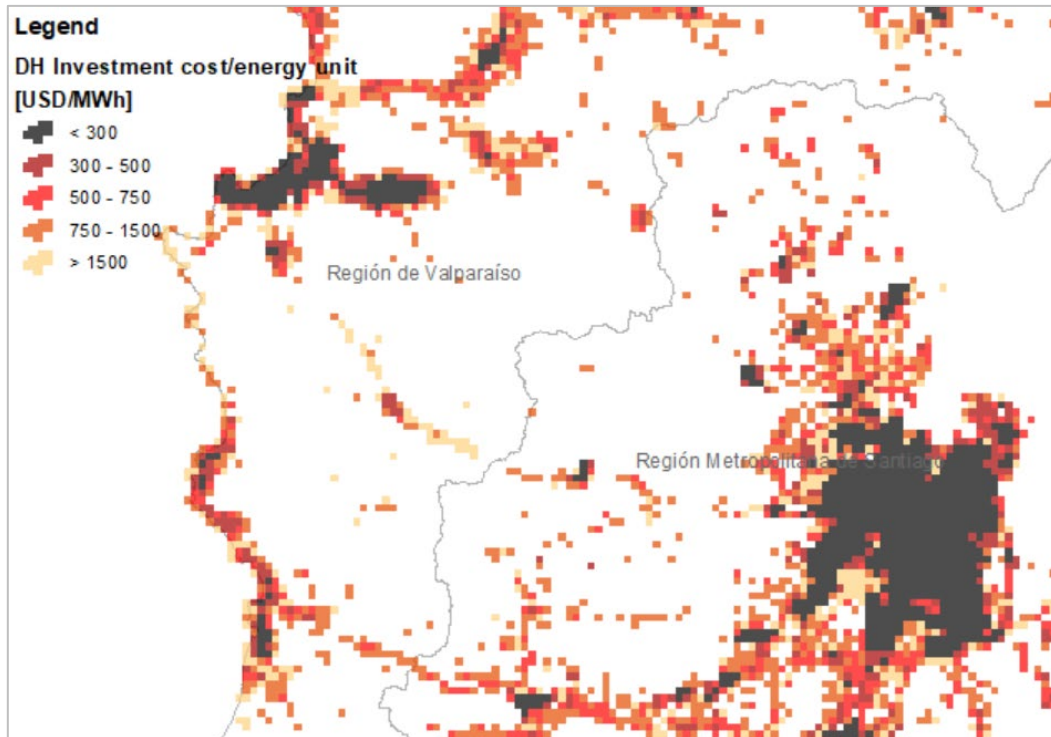 Legend
DH Investment cost/energy unit
[USD/MWh]
< 300
300 - 500
500 - 750
750 - 1500
> 1500
Región de Valparaíso
Región Metropolitana de Santiago